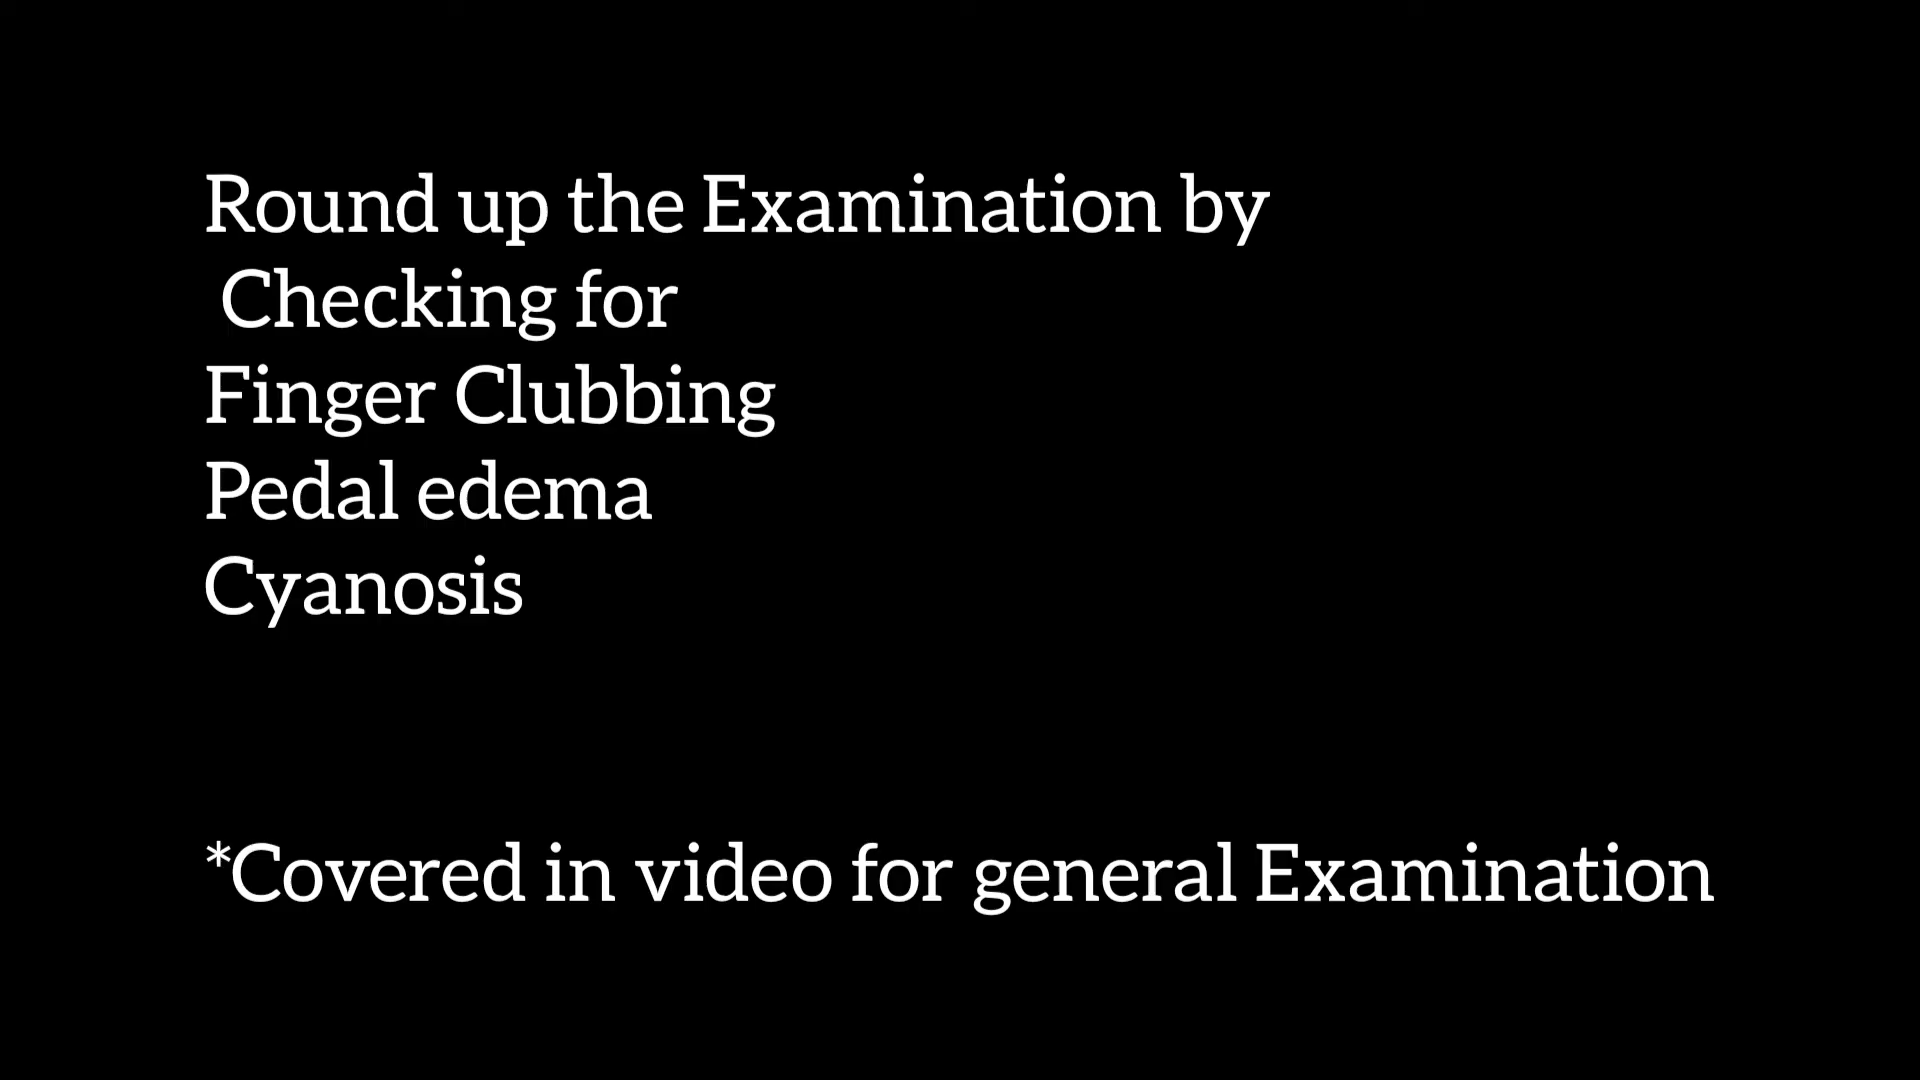 Round up the Examination by
Checking for
Finger Clubbing
Pedal edema
Cyanosis
*Covered in video for general Examination